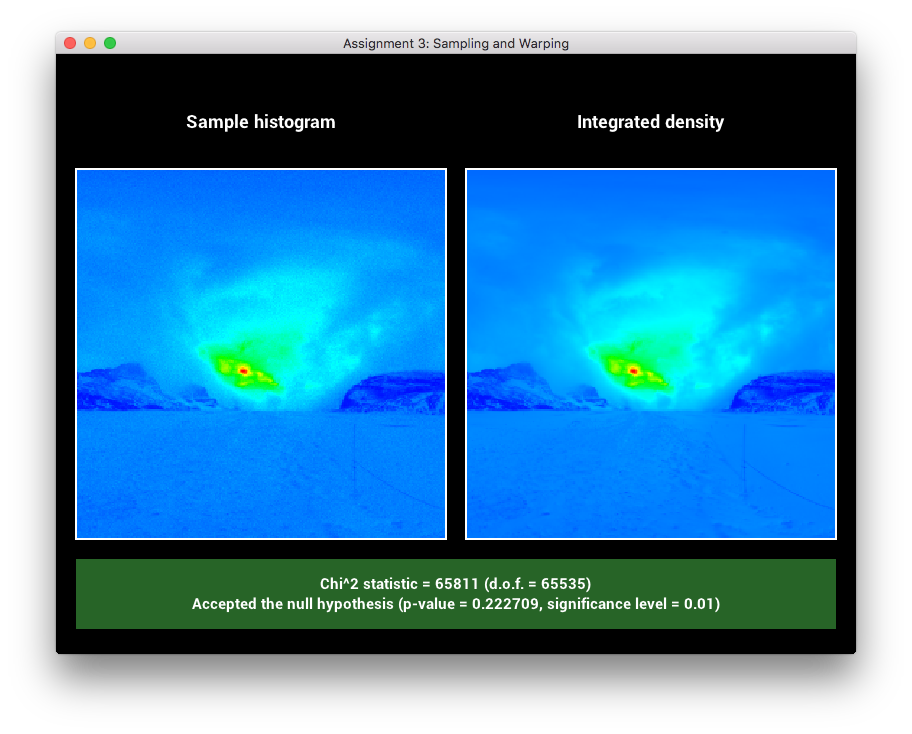 Assignment 3: Sampling and Warping
Sample histogram
Integrated density
Chi^2 statistic = 65811 (d.o.f. = 65535)
Accepted the null hypothesis (p-value = 0.222709, significance level = 0.01)